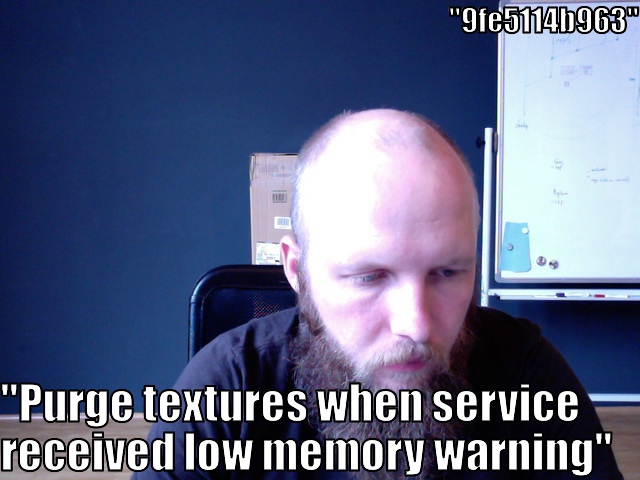 "9fe5114b963"
"Purge textures when service
received low memory warning"